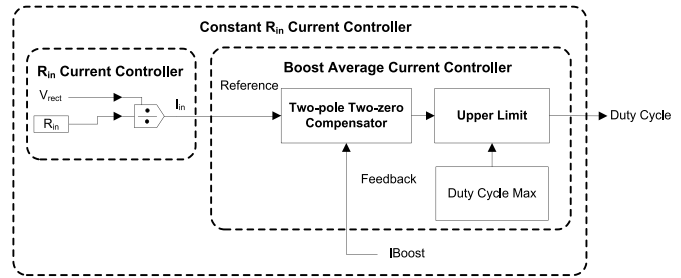 Constant Rin Current Controller
Rin Current Controller
Vrect
Rin
Iin
Boost Average Current Controller
Reference
Two-pole Two-zero
Compensator
Upper Limit
Duty Cycle
Feedback
Duty Cycle Max
IBoost